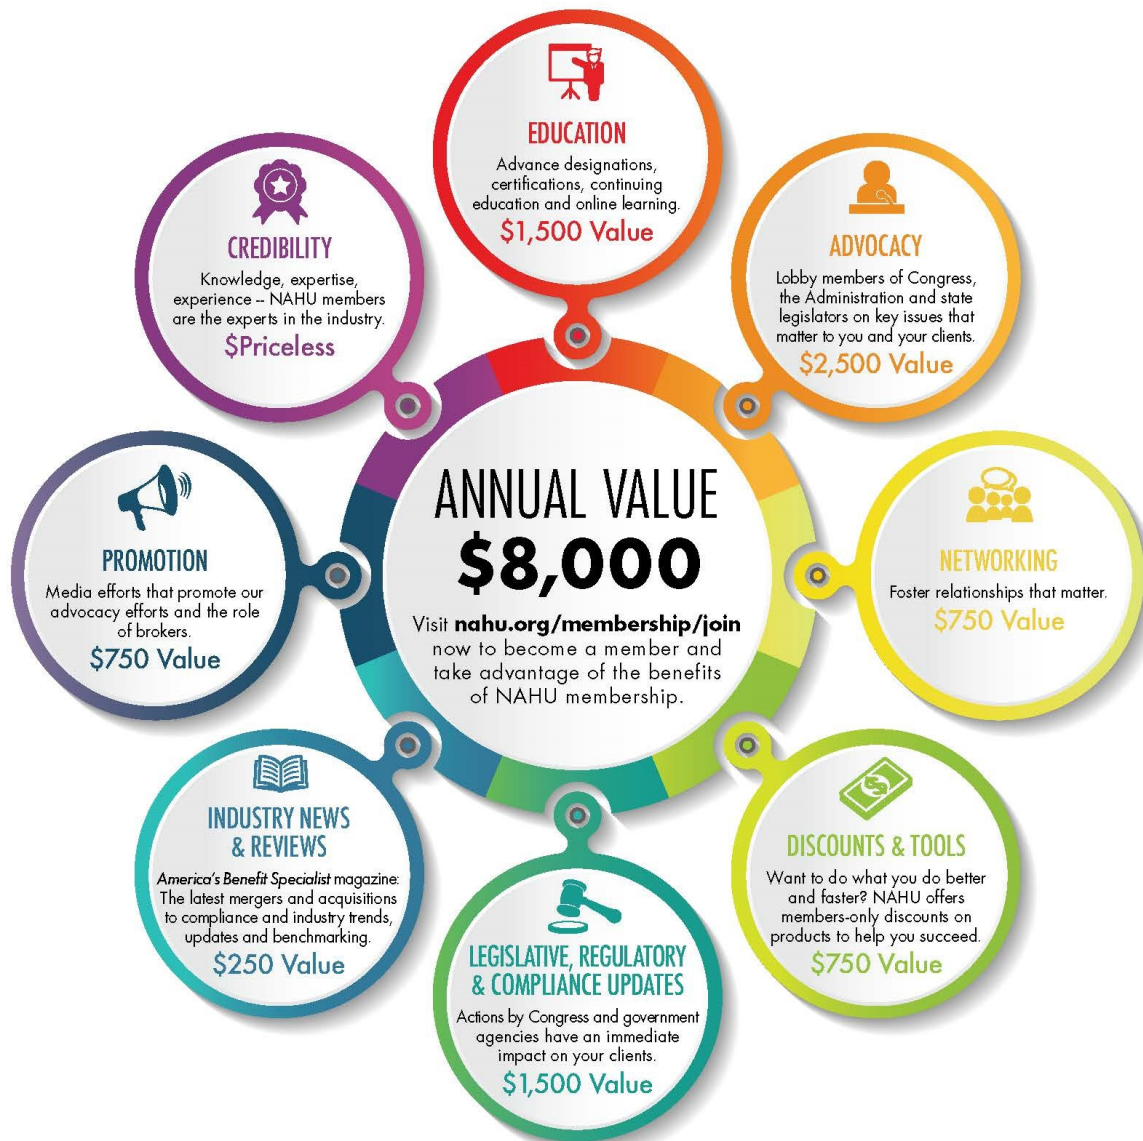 EDUCATION
Advance designations,
certifications, continuing
education and online learning.
$1,500 Value
ADVOCACY
Lobby members of Congress,
the Administration and state
legislators on key issues that
matter to you and your clients.
$2,500 Value
NETWORKING
Foster relationships that matter.
$750 Value
DISCOUNTS & TOOLS
Want to do what you do better
and faster? NAHU offers
members-only discounts on
products to help you succeed.
$750 Value
LEGISLATIVE, REGULATORY
& COMPLIANCE UPDATES
Actions by Congress and government
agencies have an immediate
impact on your clients.
$1,500 Value
INDUSTRY NEWS
& REVIEWS
America's Benefit Specialist magazine:
The latest mergers and acquisitions
to compliance and industry trends,
updates and benchmarking.
$250 Value
PROMOTION
Media efforts that promote our
advocacy efforts and the role
of brokers.
$750 Value
CREDIBILITY
Knowledge, expertise,
experience -- NAHU members
are the experts in the industry.
$Priceless
ANNUAL VALUE
$8,000
Visit nahu.org/membership/join
now to become a member and
take advantage of the benefits
of NAHU membership.